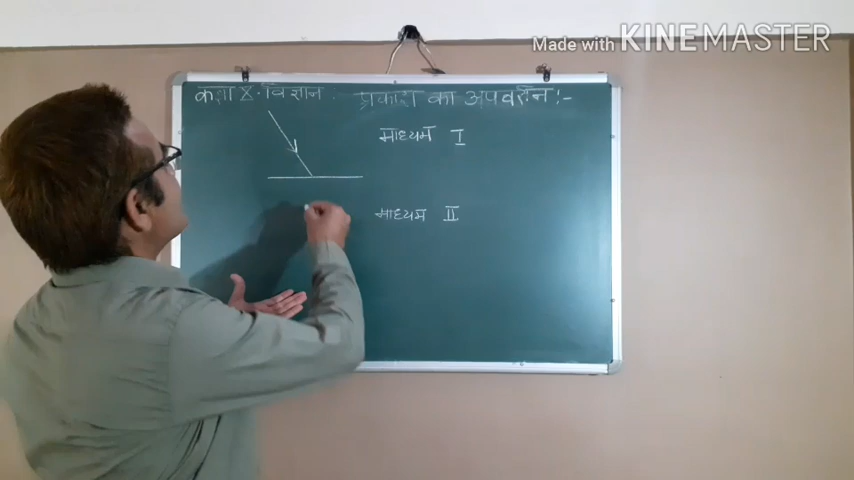 Made with KINEMASTER
कक्षा X. विज्ञान : प्रकाश का अपवर्तन :-
माध्यम I
माध्यम II